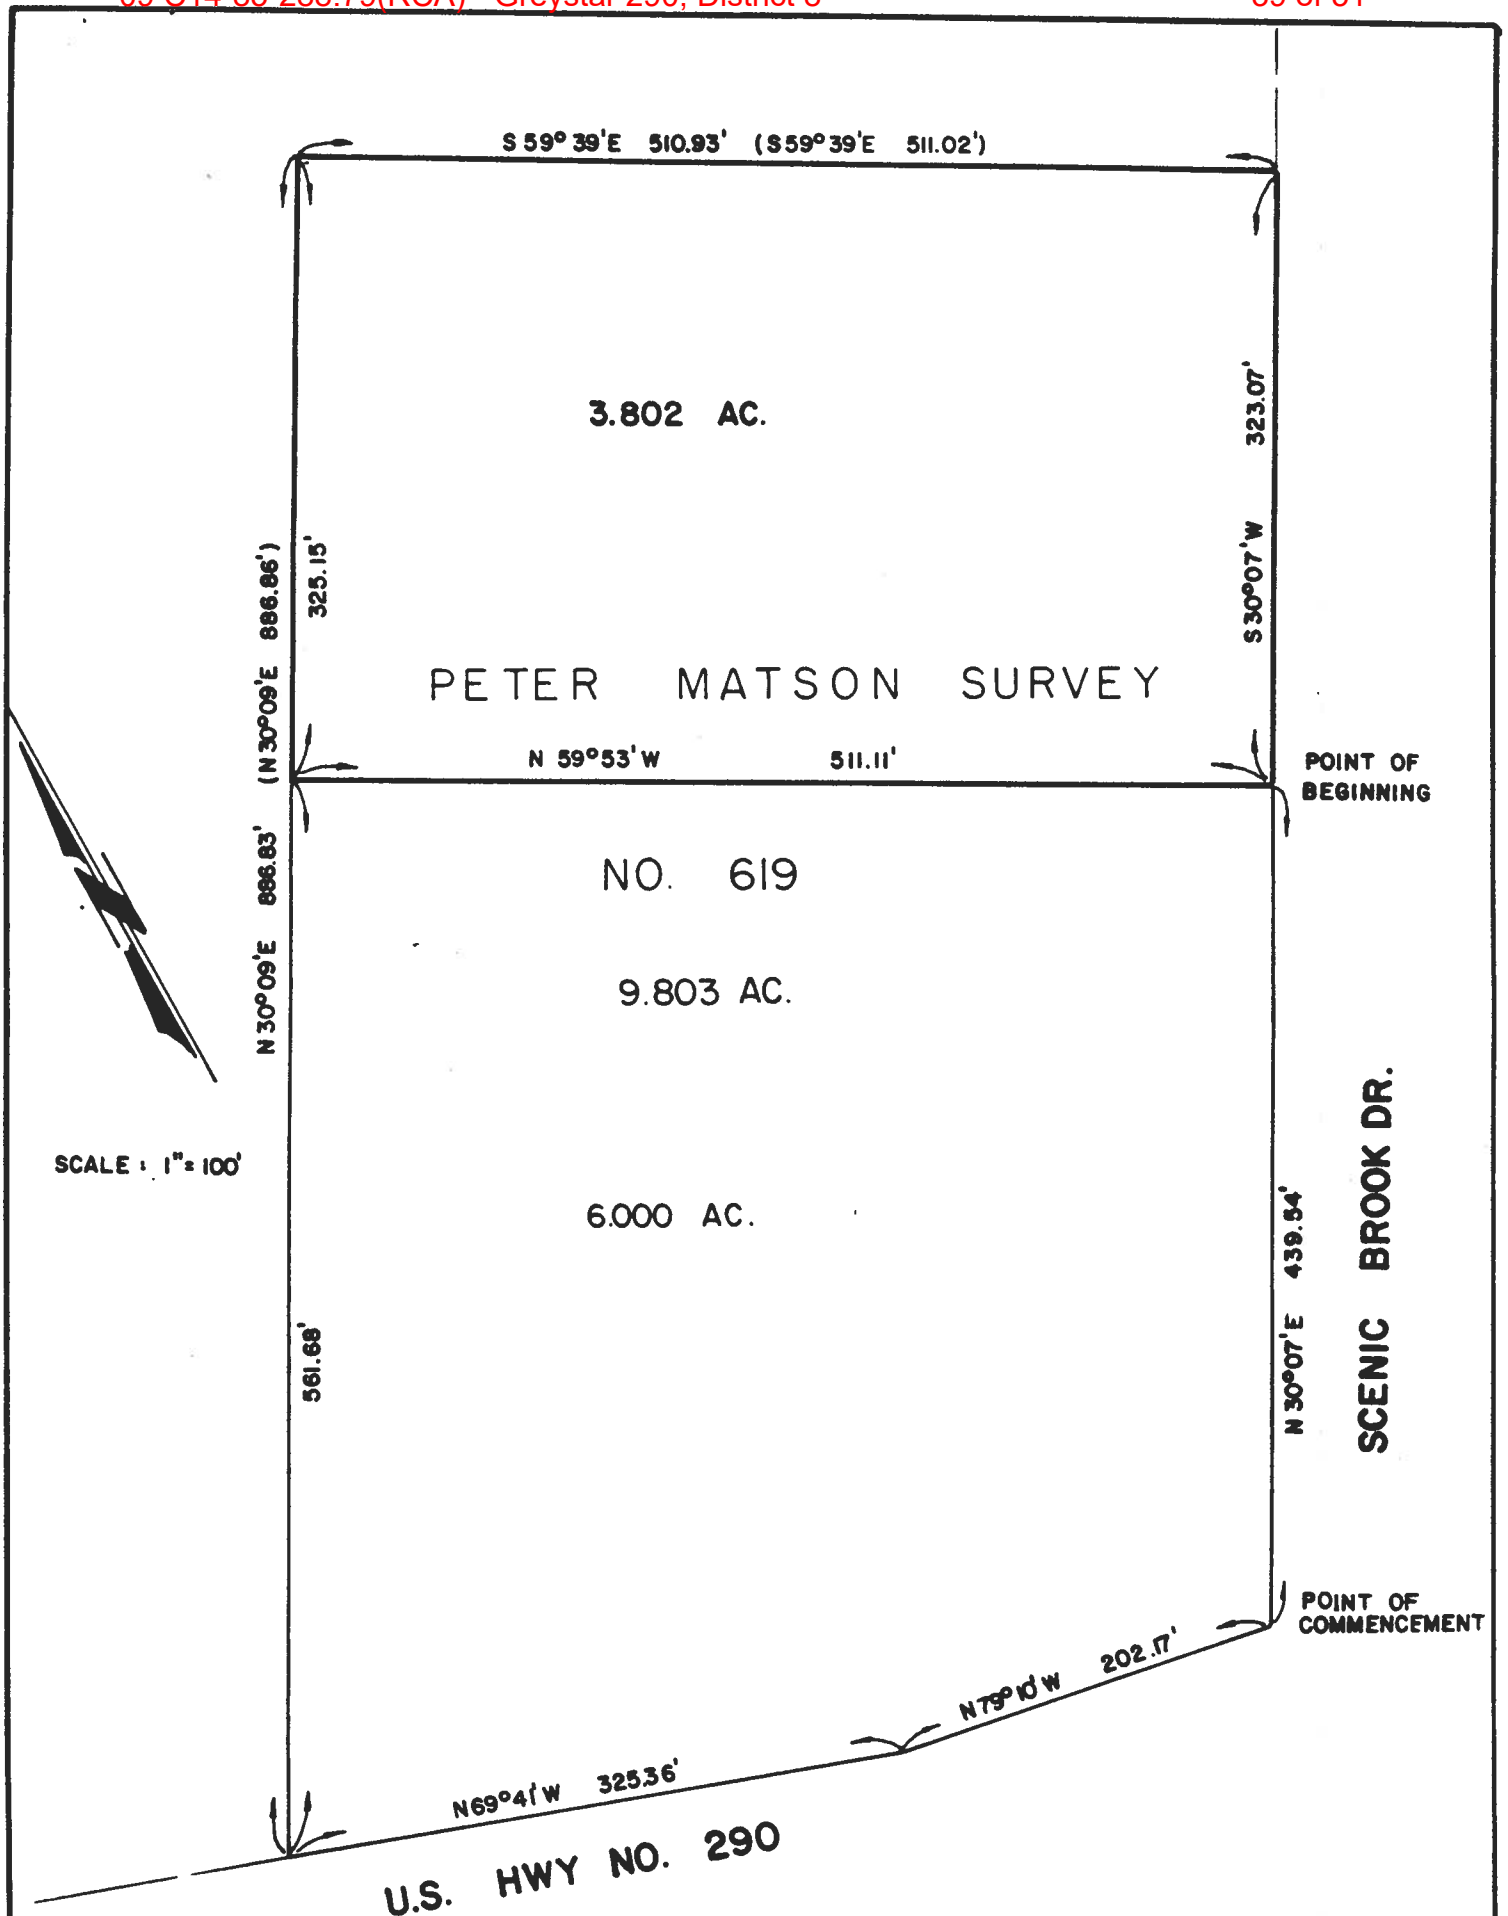 S 59° 39'E 510.93' (S 59° 39'E 511.02')
3.802 AC.
323.07'
S 30° 07' W
325.15'
(N 30° 09' E 886.86')
PETER MATSON SURVEY
N 59° 53' W 511.11'
POINT OF
BEGINNING
N 30° 09' E 886.83'
NO. 619
9.803 AC.
SCALE : 1" = 100'
6.000 AC.
561.68'
N 30° 07' E 439.54'
SCENIC BROOK DR.
POINT OF
COMMENCEMENT
N 79° 10' W 202.17'
N 69° 41' W 325.36'
U.S. HWY NO. 290